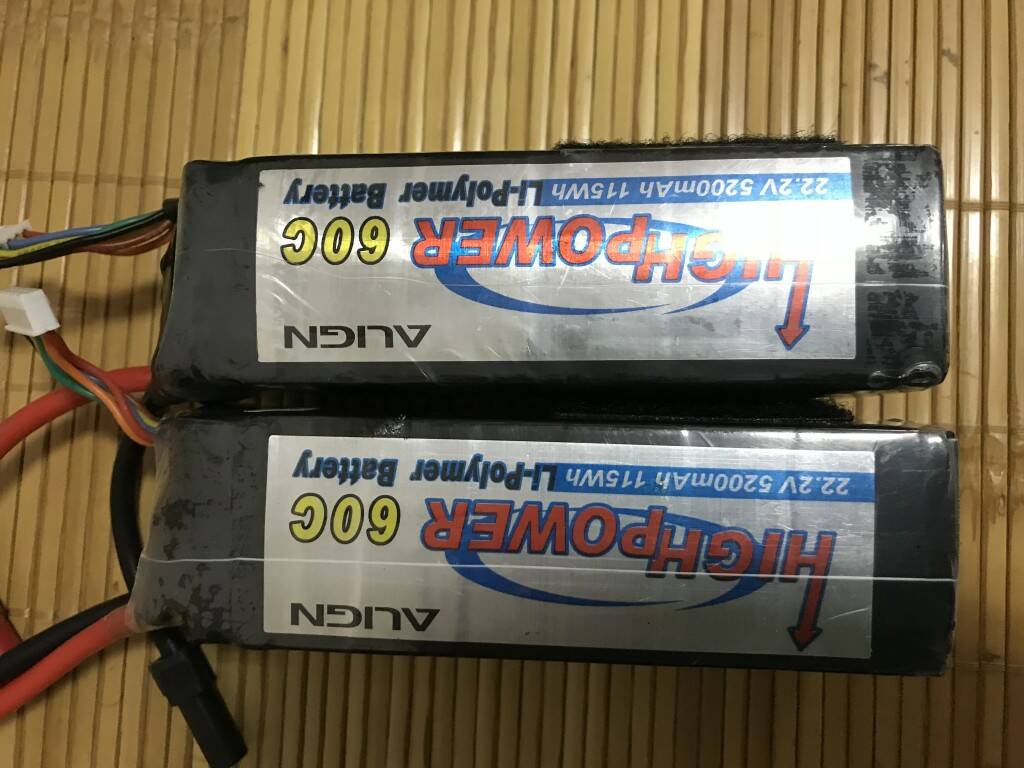 ALIGN
HIGHPOWER 60C
22.2V 5200mAh 115Wh Li-Polymer Battery
ALIGN
HIGHPOWER 60C
22.2V 5200mAh 115Wh Li-Polymer Battery